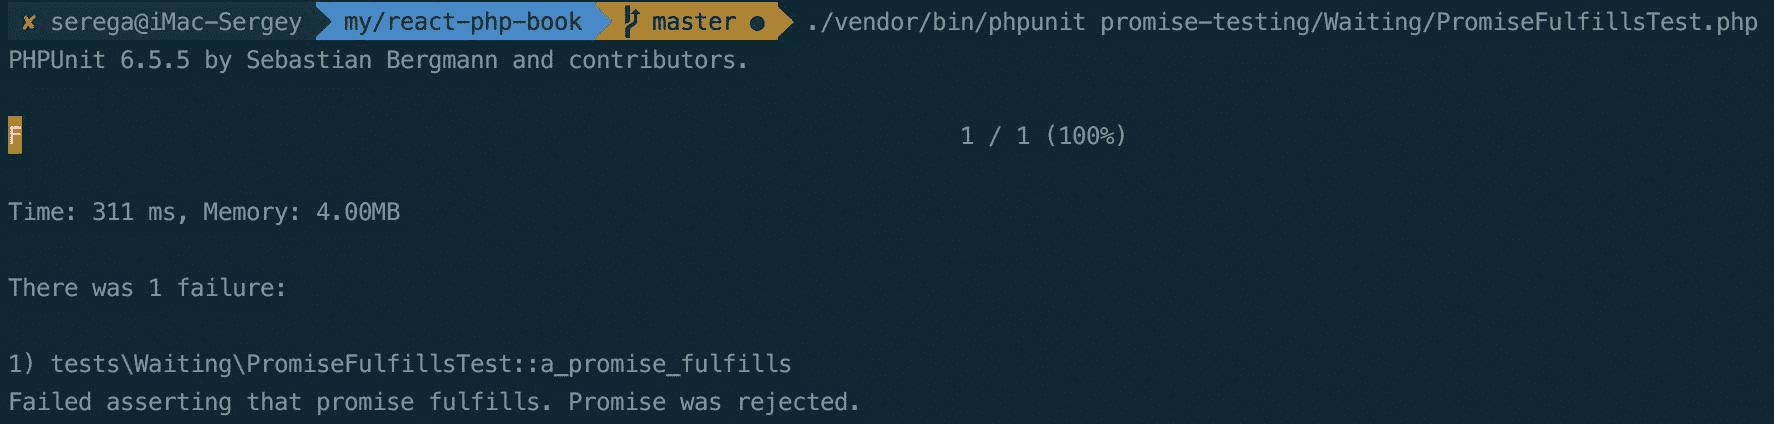 ✘ serega@iMac-Sergey my/react-php-book master ● ./vendor/bin/phpunit promise-testing/Waiting/PromiseFulfillsTest.php
PHPUnit 6.5.5 by Sebastian Bergmann and contributors.
F 1 / 1 (100%)
Time: 311 ms, Memory: 4.00MB
There was 1 failure:
1) tests\Waiting\PromiseFulfillsTest::a_promise_fulfills
Failed asserting that promise fulfills. Promise was rejected.